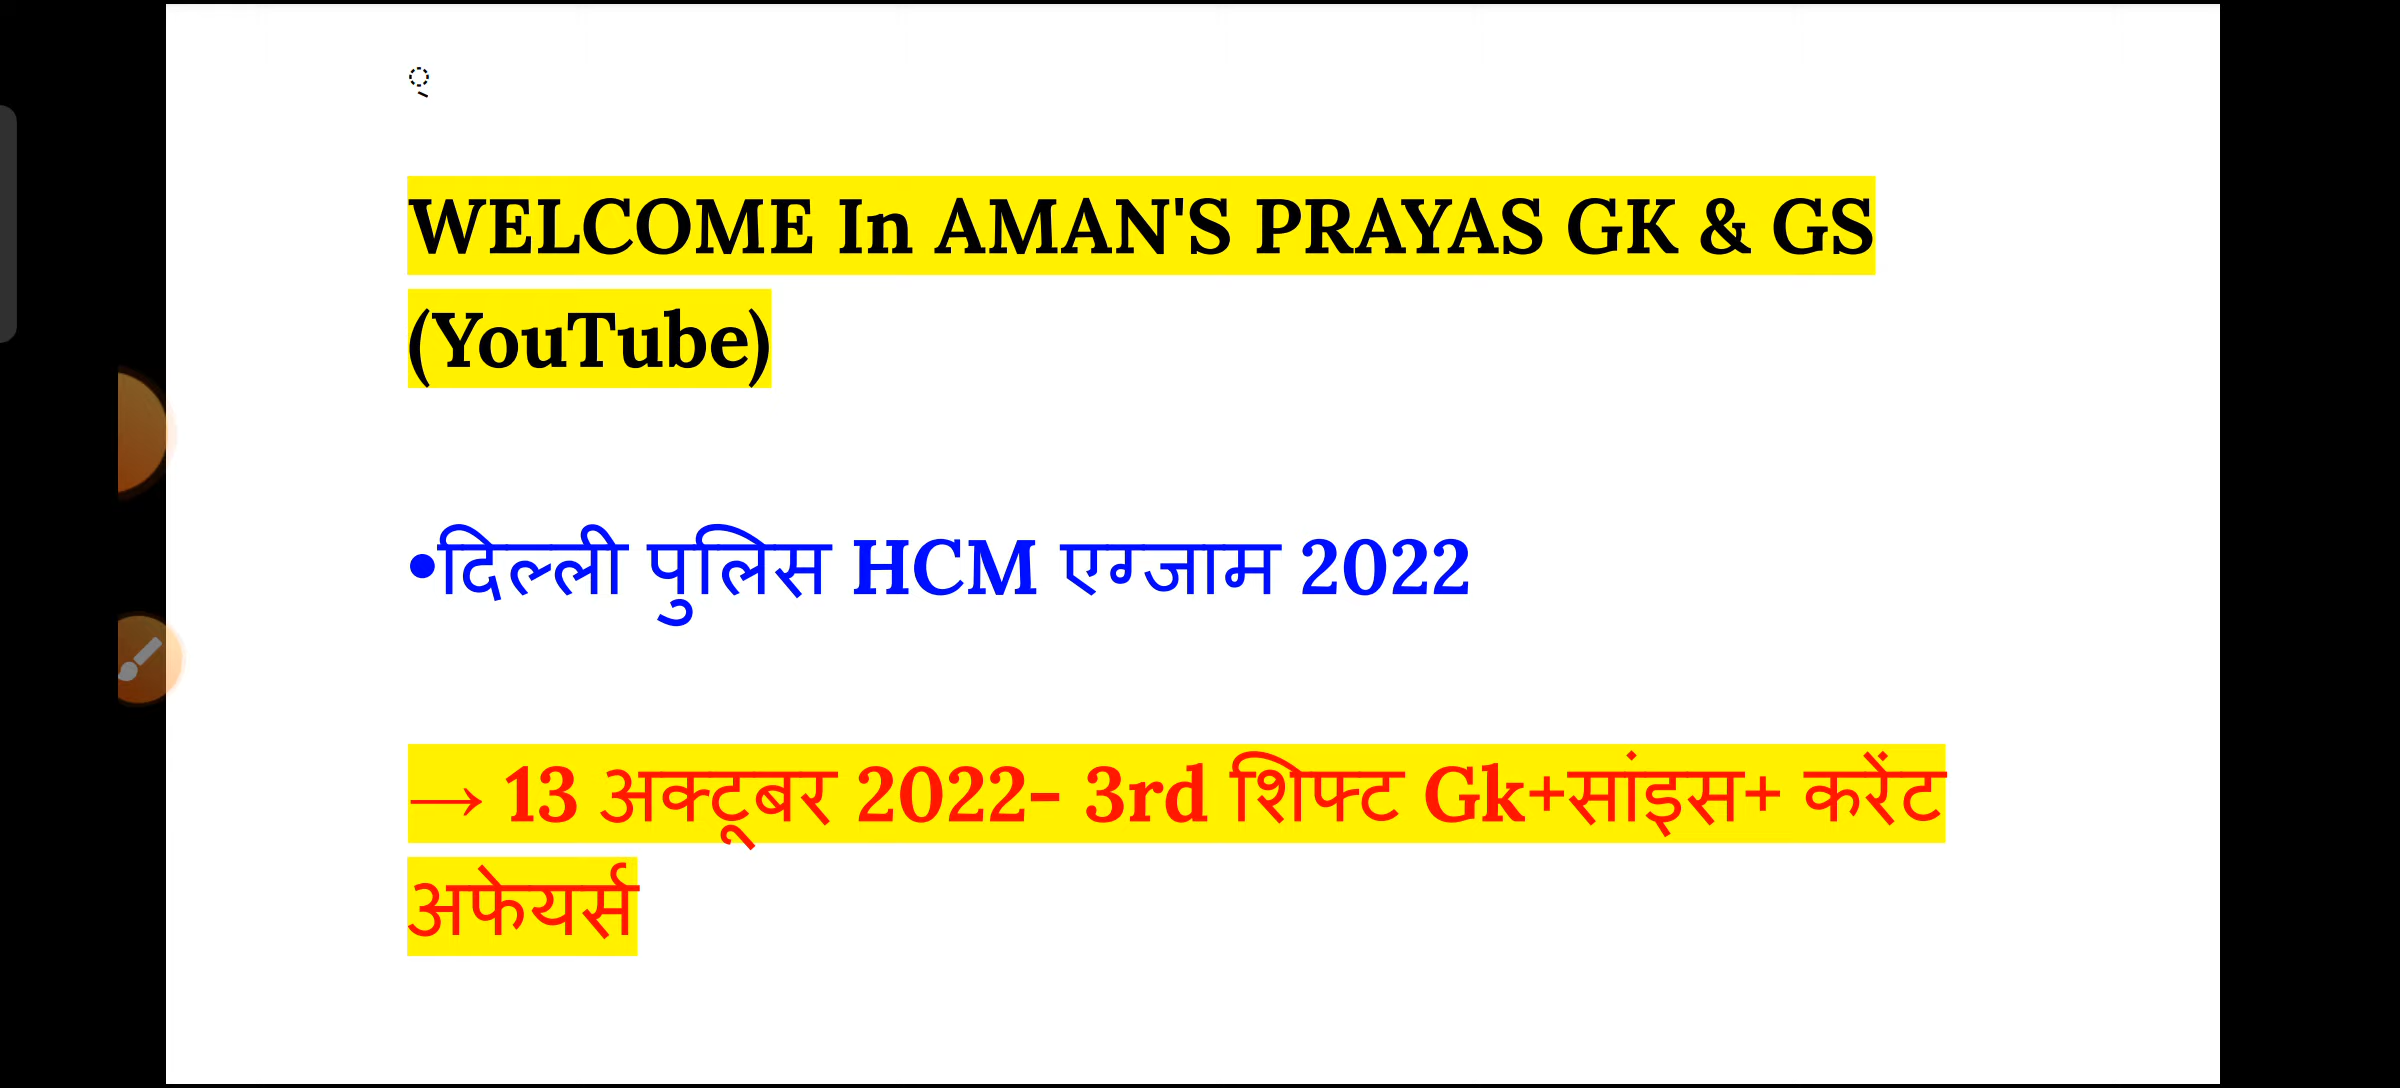 ्
WELCOME In AMAN'S PRAYAS GK & GS
(YouTube)
•दिल्ली पुलिस HCM एग्जाम 2022
→ 13 अक्टूबर 2022- 3rd शिफ्ट Gk+सांइस+ करेंट
अफेयर्स